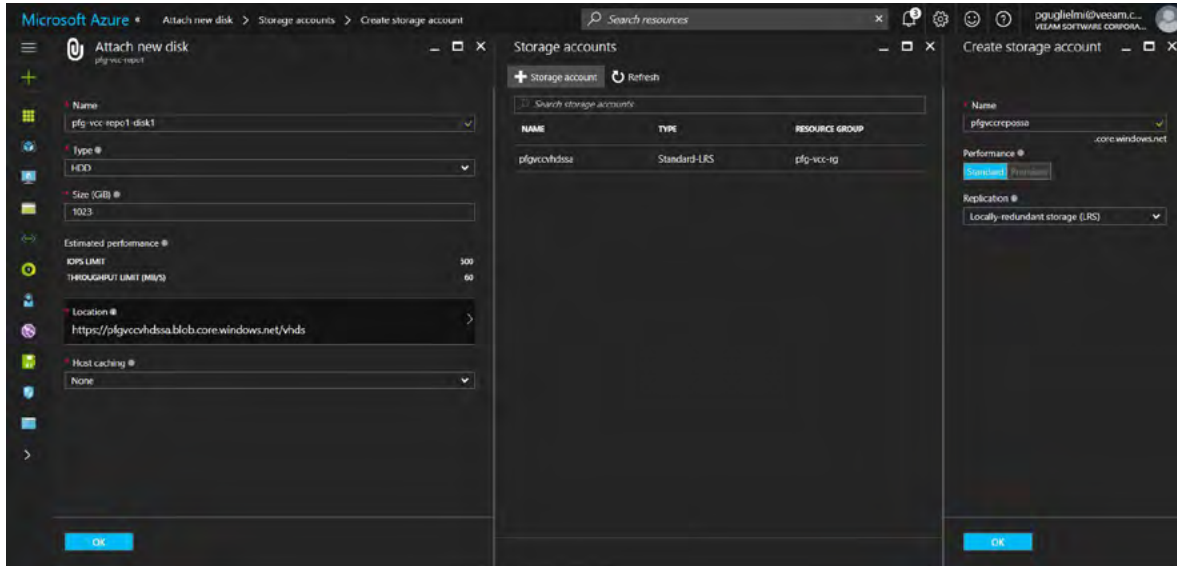 Microsoft Azure Attach new disk > Storage accounts > Create storage account
Search resources
3
pguglielmi@veeam.c...
VEEAM SOFTWARE CORPORA...
Attach new disk
pfg-vcc-repo1
* Name
pfg-vcc-repo1-disk1
* Type
HDD
* Size (GiB)
1023
Estimated performance
IOPS LIMIT 500
THROUGHPUT LIMIT (MB/S) 60
* Location
https://pfgvccvhdssa.blob.core.windows.net/vhds
* Host caching
None
OK
Storage accounts
Storage account Refresh
Search storage accounts
NAME TYPE RESOURCE GROUP
pfgvccvhdssa Standard-LRS pfg-vcc-rg
Create storage account
* Name
pfgvccrepossa
.core.windows.net
Performance
Standard Premium
Replication
Locally-redundant storage (LRS)
OK